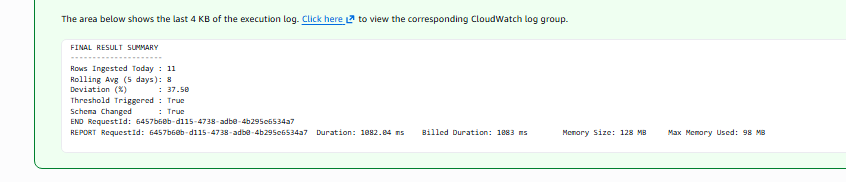 The area below shows the last 4 KB of the execution log. Click here to view the corresponding CloudWatch log group.
FINAL RESULT SUMMARY
---------------------
Rows Ingested Today : 11
Rolling Avg (5 days): 8
Deviation (%)       : 37.50
Threshold Triggered : True
Schema Changed      : True
END RequestId: 6457b60b-d115-4738-adb0-4b295e6534a7
REPORT RequestId: 6457b60b-d115-4738-adb0-4b295e6534a7  Duration: 1082.04 ms    Billed Duration: 1083 ms        Memory Size: 128 MB     Max Memory Used: 98 MB